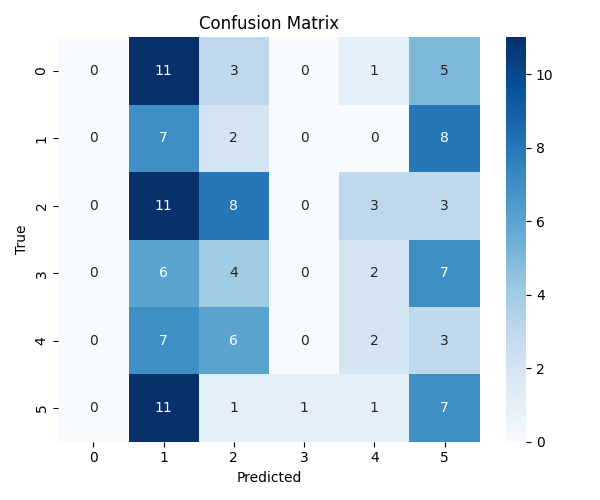 Confusion Matrix
0 0 11 3 0 1 5
1 0 7 2 0 0 8
2 0 11 8 0 3 3
3 0 6 4 0 2 7
4 0 7 6 0 2 3
5 0 11 1 1 1 7
0 1 2 3 4 5
True
Predicted
10
8
6
4
2
0